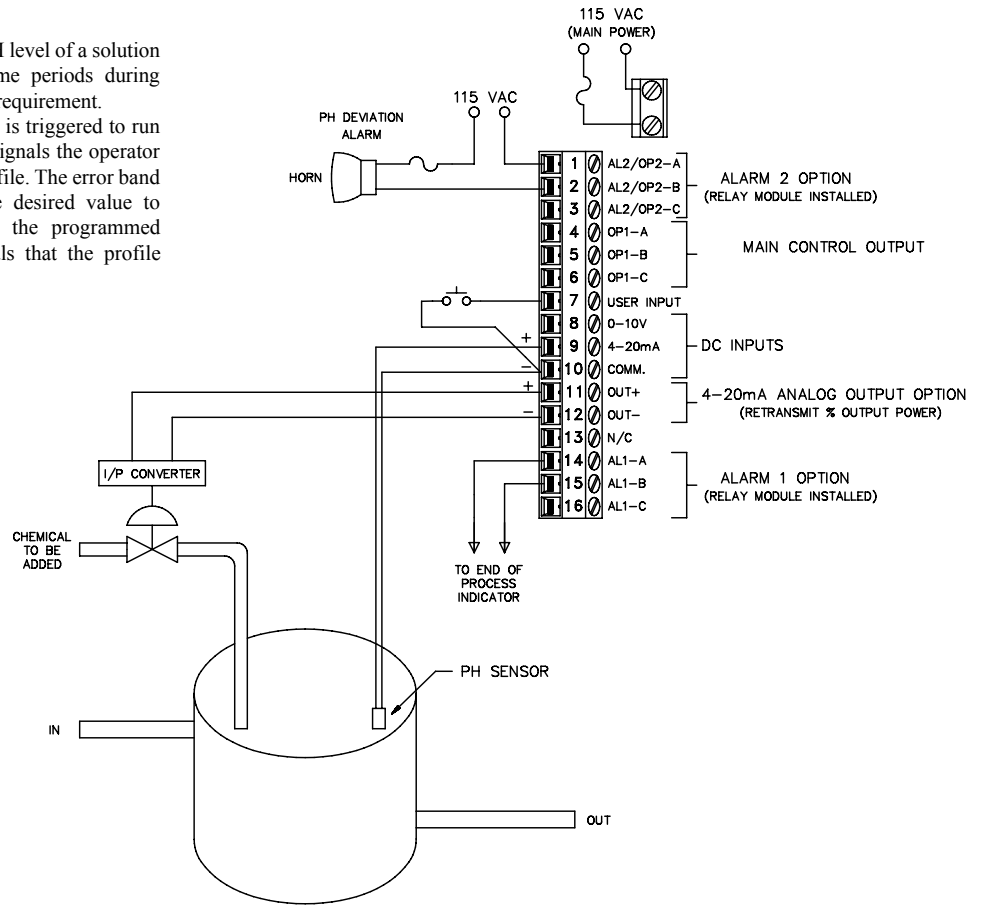 I level of a solution
me periods during
requirement.
is triggered to run
ignals the operator
file. The error band
e desired value to
the programmed
ls that the profile
115 VAC
(MAIN POWER)
PH DEVIATION
ALARM
HORN
115 VAC
1 AL2/OP2-A
2 AL2/OP2-B
3 AL2/OP2-C
ALARM 2 OPTION
(RELAY MODULE INSTALLED)
4 OP1-A
5 OP1-B
6 OP1-C
MAIN CONTROL OUTPUT
7 USER INPUT
8 0-10V
+ 9 4-20mA
- 10 COMM.
DC INPUTS
+ 11 OUT+
- 12 OUT-
4-20mA ANALOG OUTPUT OPTION
(RETRANSMIT % OUTPUT POWER)
13 N/C
14 AL1-A
15 AL1-B
16 AL1-C
ALARM 1 OPTION
(RELAY MODULE INSTALLED)
I/P CONVERTER
CHEMICAL
TO BE
ADDED
TO END OF
PROCESS
INDICATOR
PH SENSOR
IN
OUT